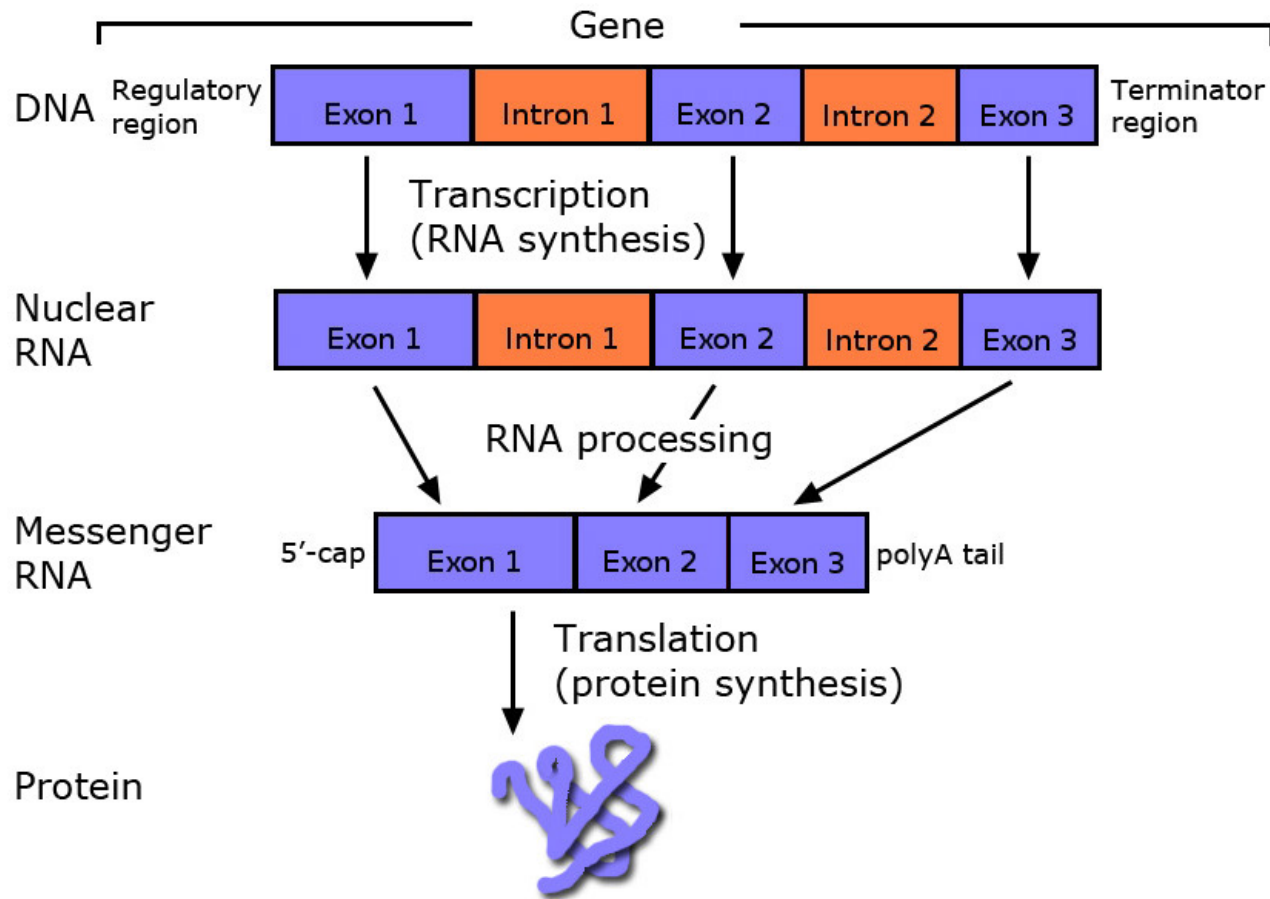 Gene
DNA
Regulatory
region
Exon 1
Intron 1
Exon 2
Intron 2
Exon 3
Terminator
region
Transcription
(RNA synthesis)
Nuclear
RNA
Exon 1
Intron 1
Exon 2
Intron 2
Exon 3
RNA processing
Messenger
RNA
5′-cap
Exon 1
Exon 2
Exon 3
polyA tail
Translation
(protein synthesis)
Protein